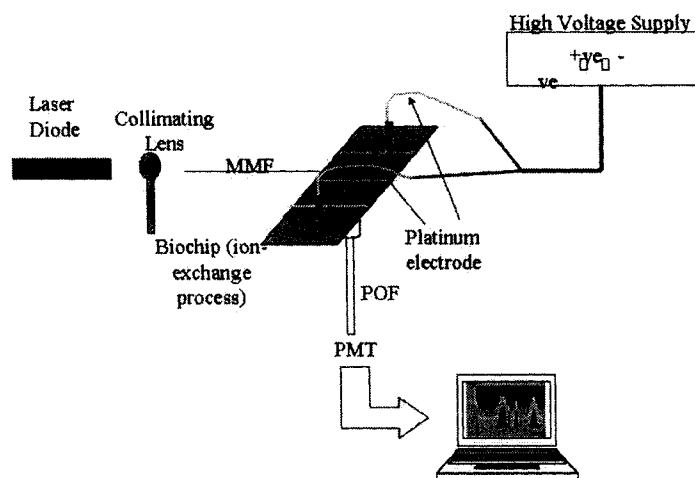 High Voltage Supply
+ve -
ve
Laser
Diode
Collimating
Lens
MMF
Biochip (ion-
exchange
process)
Platinum
electrode
POF
PMT